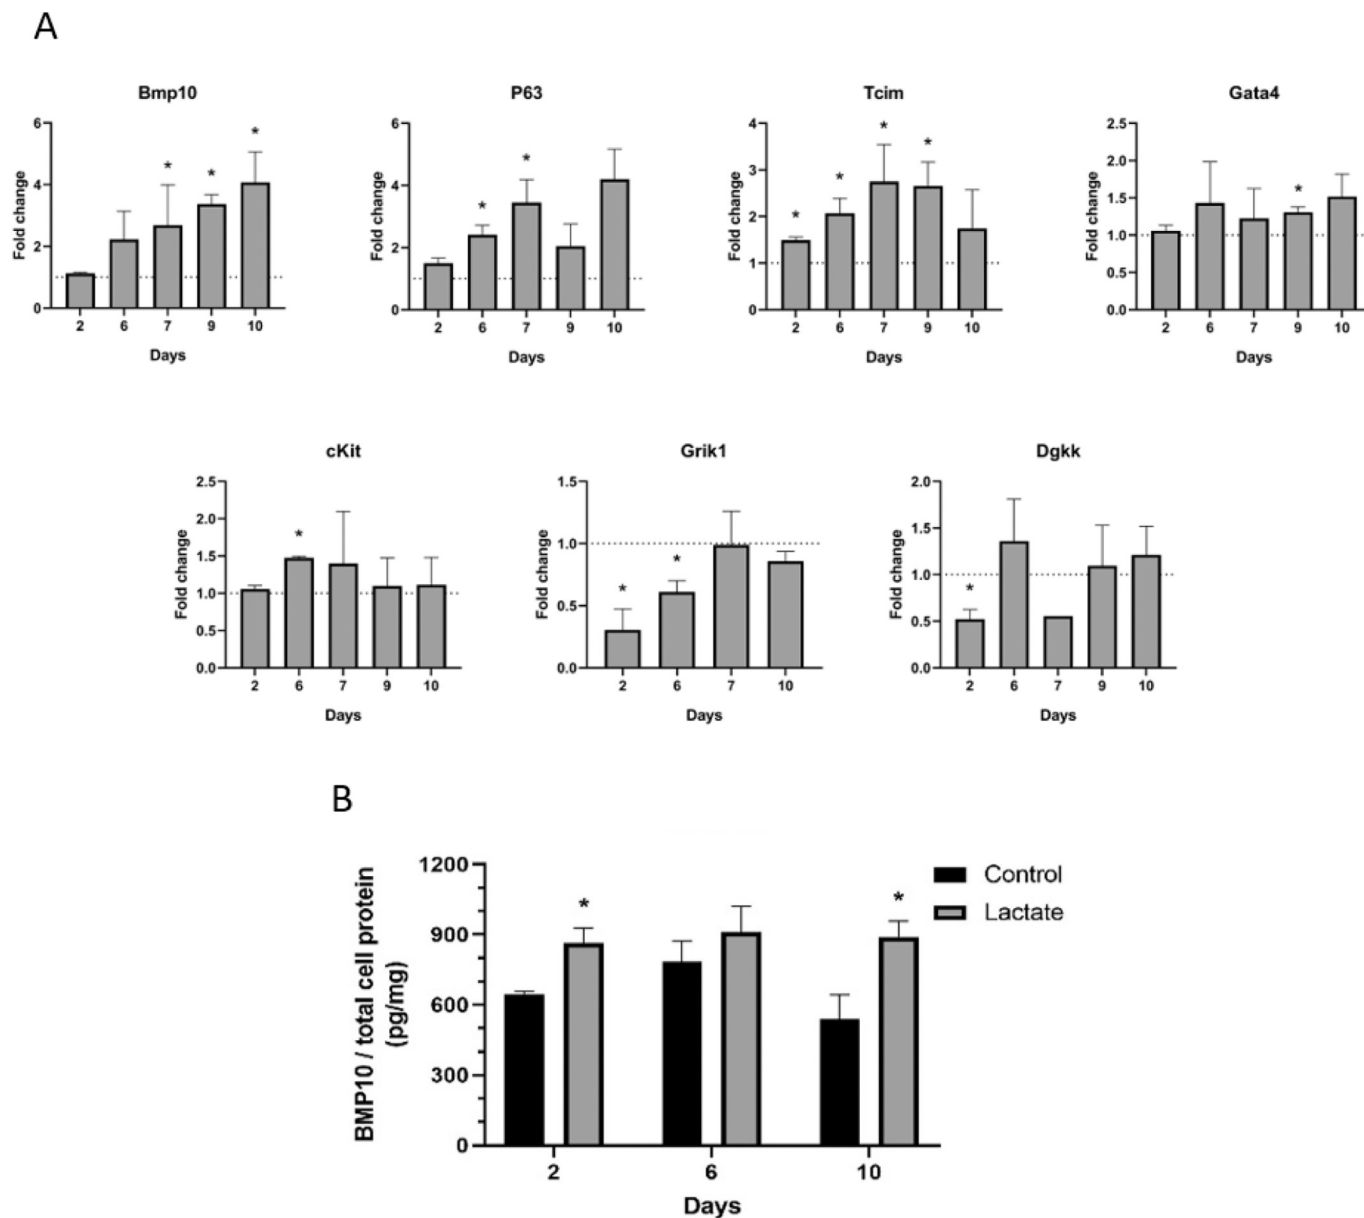 A
Bmp10
Fold change
6
4
2
0
*
*
*
2 6 7 9 10
Days
P63
Fold change
6
4
2
0
*
*
2 6 7 9 10
Days
Tcim
Fold change
4
3
2
1
0
*
*
*
*
2 6 7 9 10
Days
Gata4
Fold change
2.5
2.0
1.5
1.0
0.5
0.0
*
2 6 7 9 10
Days
cKit
Fold change
2.5
2.0
1.5
1.0
0.5
0.0
*
2 6 7 9 10
Days
Grik1
Fold change
1.5
1.0
0.5
0.0
*
*
2 6 7 10
Days
Dgkk
Fold change
2.0
1.5
1.0
0.5
0.0
*
2 6 7 9 10
Days
B
BMP10 / total cell protein
(pg/mg)
1200
900
600
300
0
*
*
Control
Lactate
2 6 10
Days